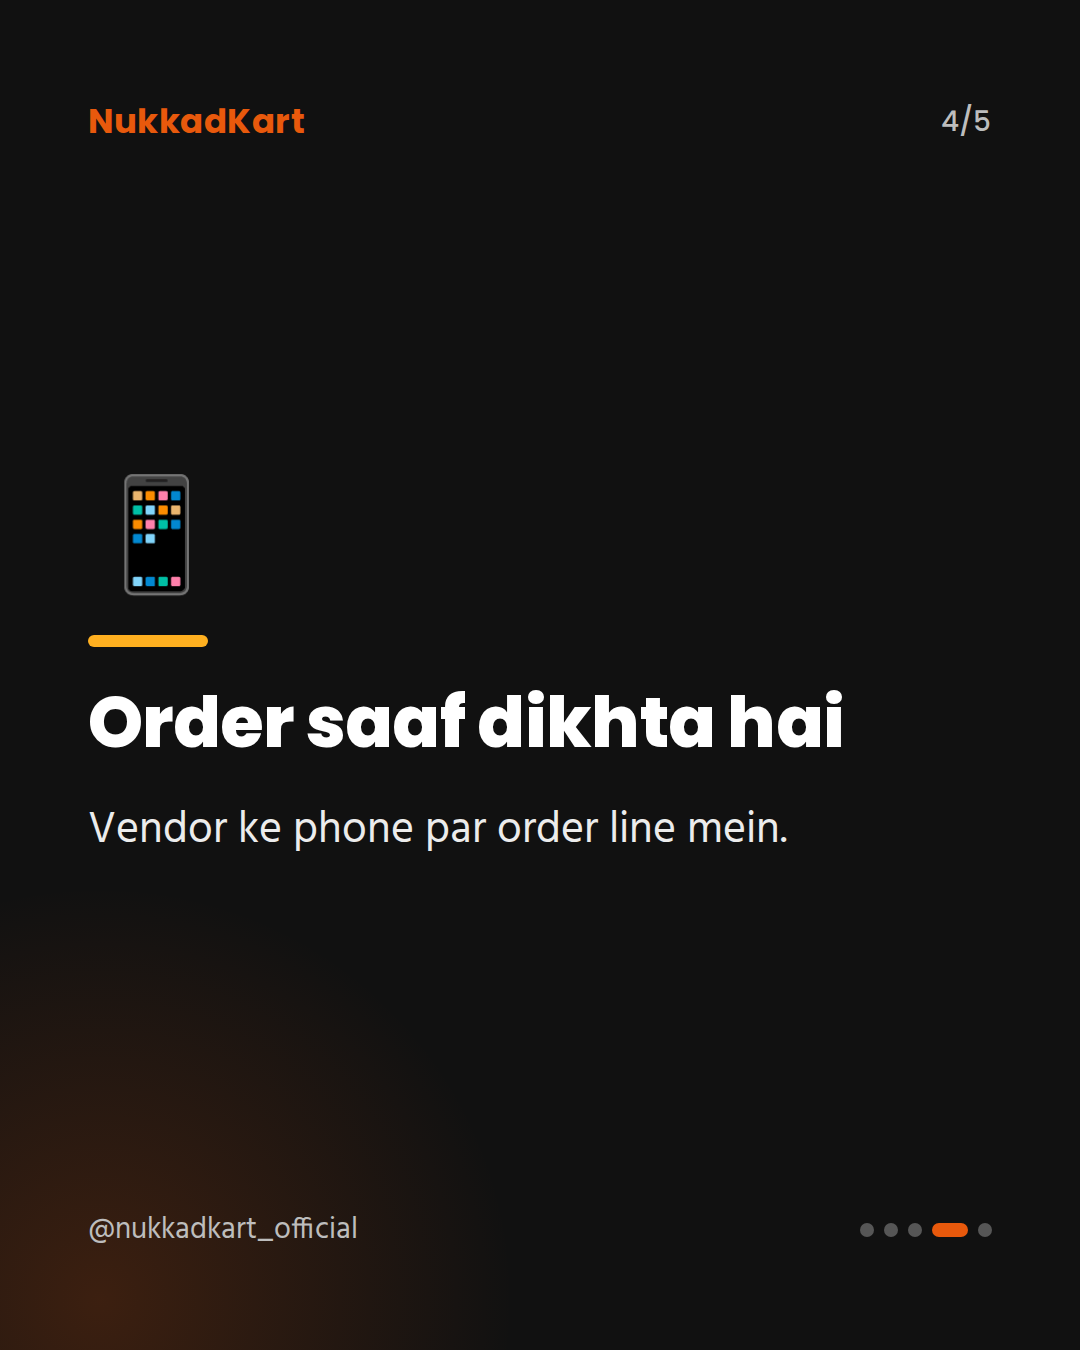 NukkadKart
4/5
Order saaf dikhta hai
Vendor ke phone par order line mein.
@nukkadkart_official